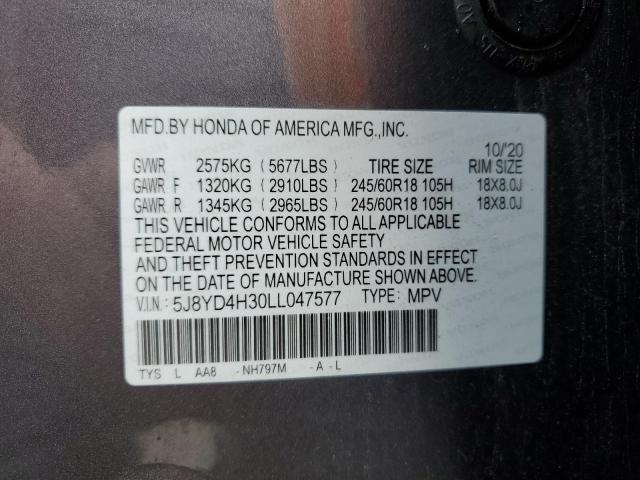 MFD.BY HONDA OF AMERICA MFG.,INC.
10/'20
GVWR 2575KG (5677LBS) TIRE SIZE RIM SIZE
GAWR F 1320KG (2910LBS) 245/60R18 105H 18X8.0J
GAWR R 1345KG (2965LBS) 245/60R18 105H 18X8.0J
THIS VEHICLE CONFORMS TO ALL APPLICABLE
FEDERAL MOTOR VEHICLE SAFETY
AND THEFT PREVENTION STANDARDS IN EFFECT
ON THE DATE OF MANUFACTURE SHOWN ABOVE.
V.I.N.: 5J8YD4H30LL047577 TYPE: MPV
TYS L AA8 -NH797M -A-L